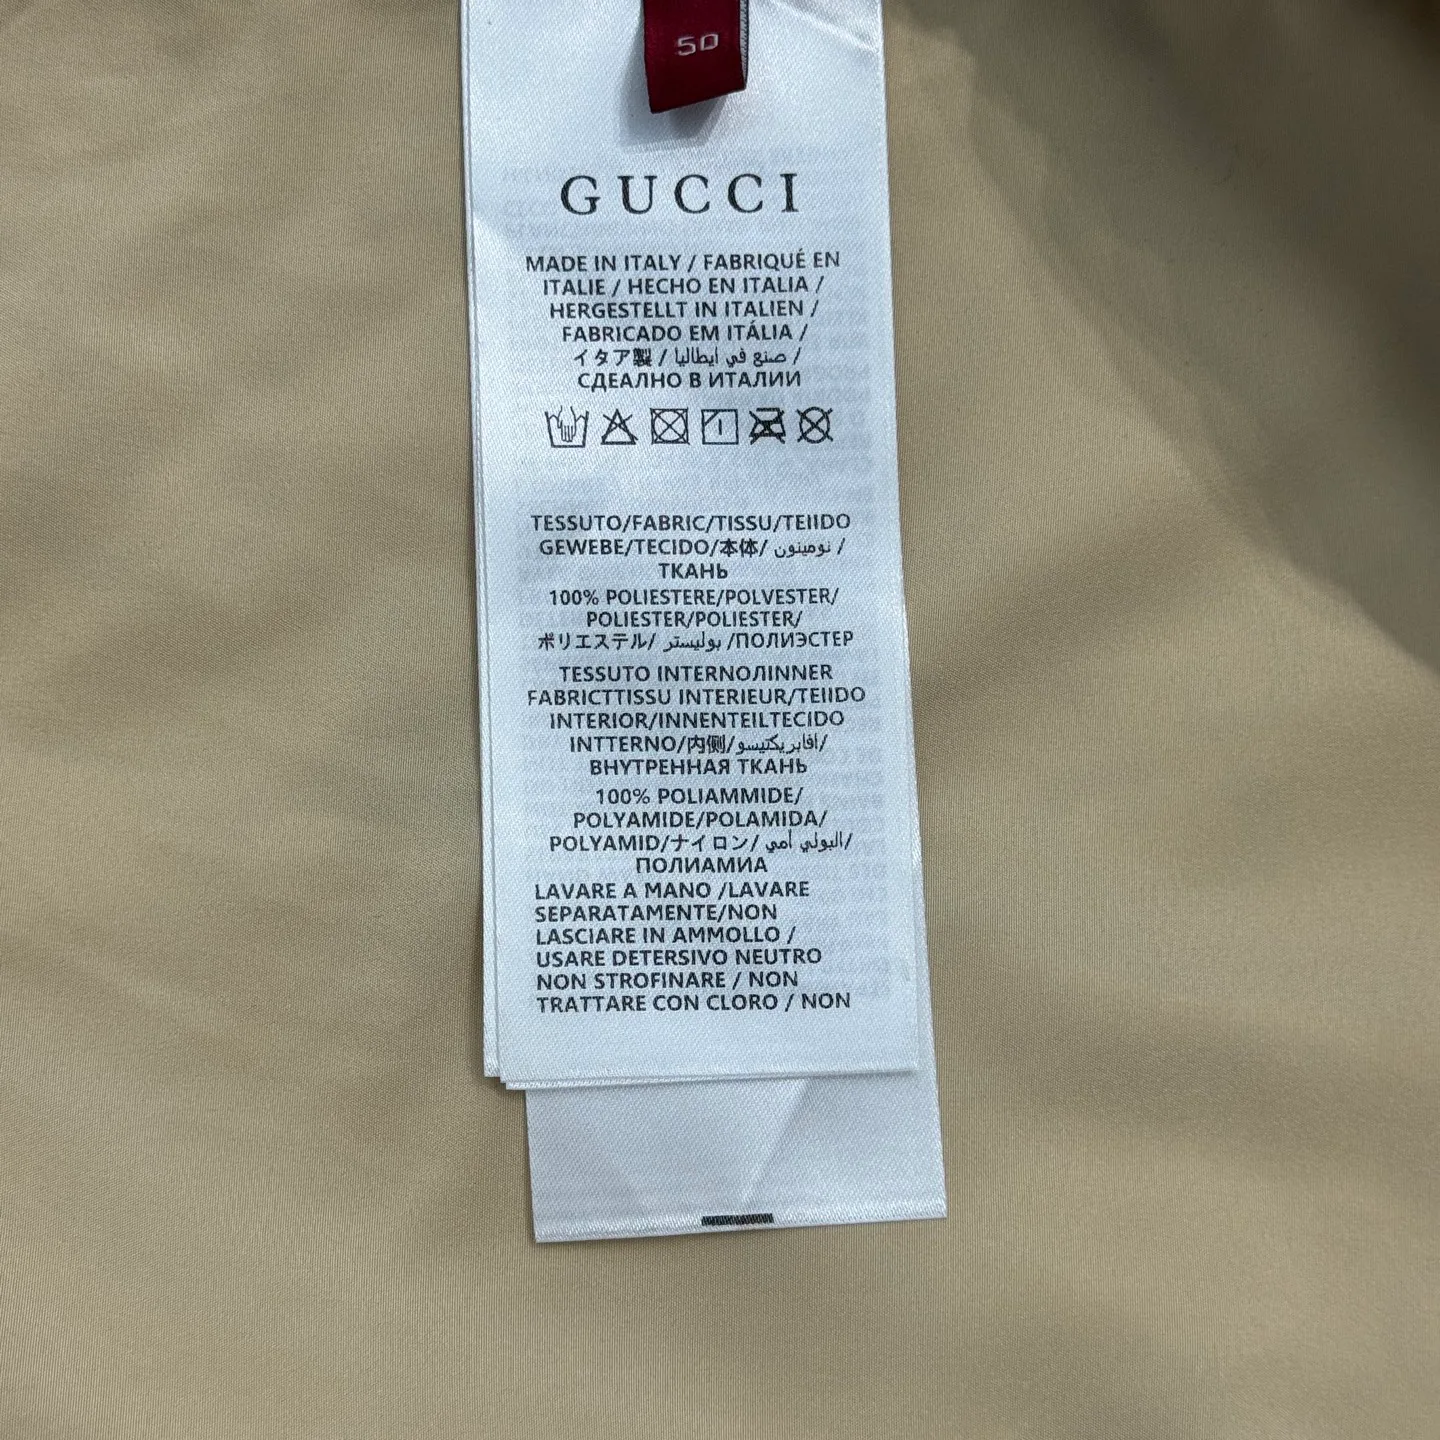 50
GUCCI
MADE IN ITALY / FABRIQUÉ EN
ITALIE / HECHO EN ITALIA /
HERGESTELLT IN ITALIEN /
FABRICADO EM ITÁLIA /
イタア製 / صنع في ايطاليا /
СДЕАЛНО В ИТАЛИИ
TESSUTO/FABRIC/TISSU/TEIIDO
GEWEBE/TECIDO/本体/ نومينون /
ТКАНЬ
100% POLIESTERE/POLVESTER/
POLIESTER/POLIESTER/
ポリエステル/ بوليستر /ПОЛИЭСТЕР
TESSUTO INTERNOЛINNER
FABRICTTISSU INTERIEUR/TEIIDO
INTERIOR/INNENTEILTECIDO
INTTERNO/内侧/افابريكتيسو/
ВНУТРЕННАЯ ТКАНЬ
100% POLIAMMIDE/
POLYAMIDE/POLAMIDA/
POLYAMID/ナイロン/ البولي امي/
ПОЛИАМИА
LAVARE A MANO /LAVARE
SEPARATAMENTE/NON
LASCIARE IN AMMOLLO /
USARE DETERSIVO NEUTRO
NON STROFINARE / NON
TRATTARE CON CLORO / NON